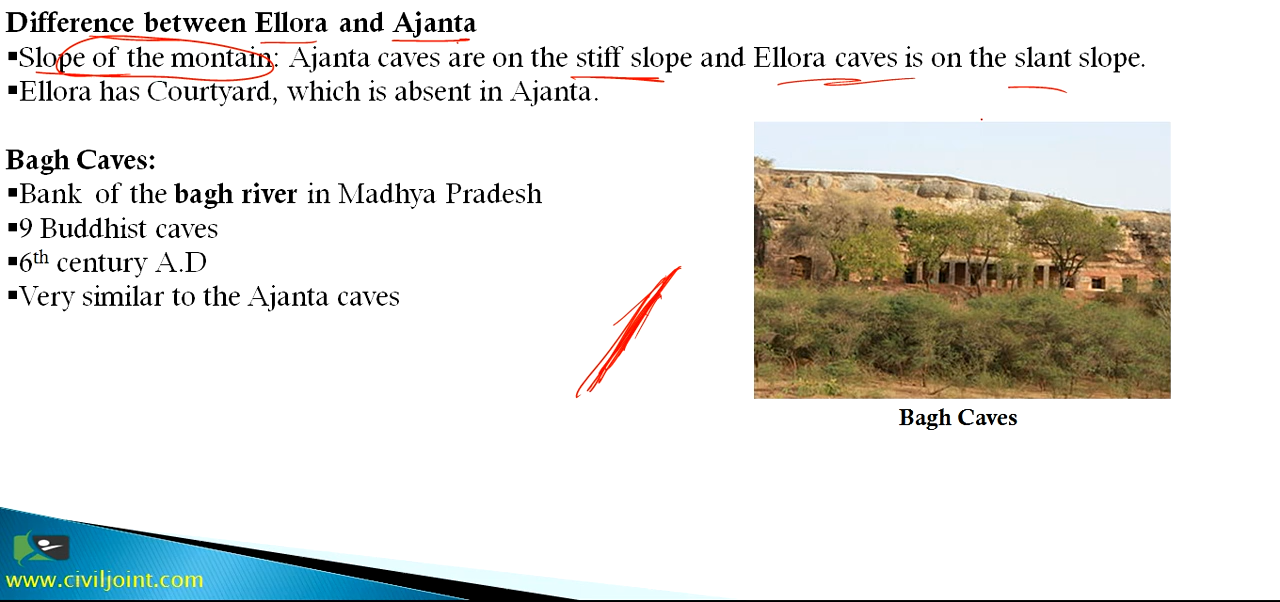 Difference between Ellora and Ajanta
▪Slope of the montain: Ajanta caves are on the stiff slope and Ellora caves is on the slant slope.
▪Ellora has Courtyard, which is absent in Ajanta.
Bagh Caves:
▪Bank of the bagh river in Madhya Pradesh
▪9 Buddhist caves
▪6th century A.D
▪Very similar to the Ajanta caves
Bagh Caves
www.civiljoint.com